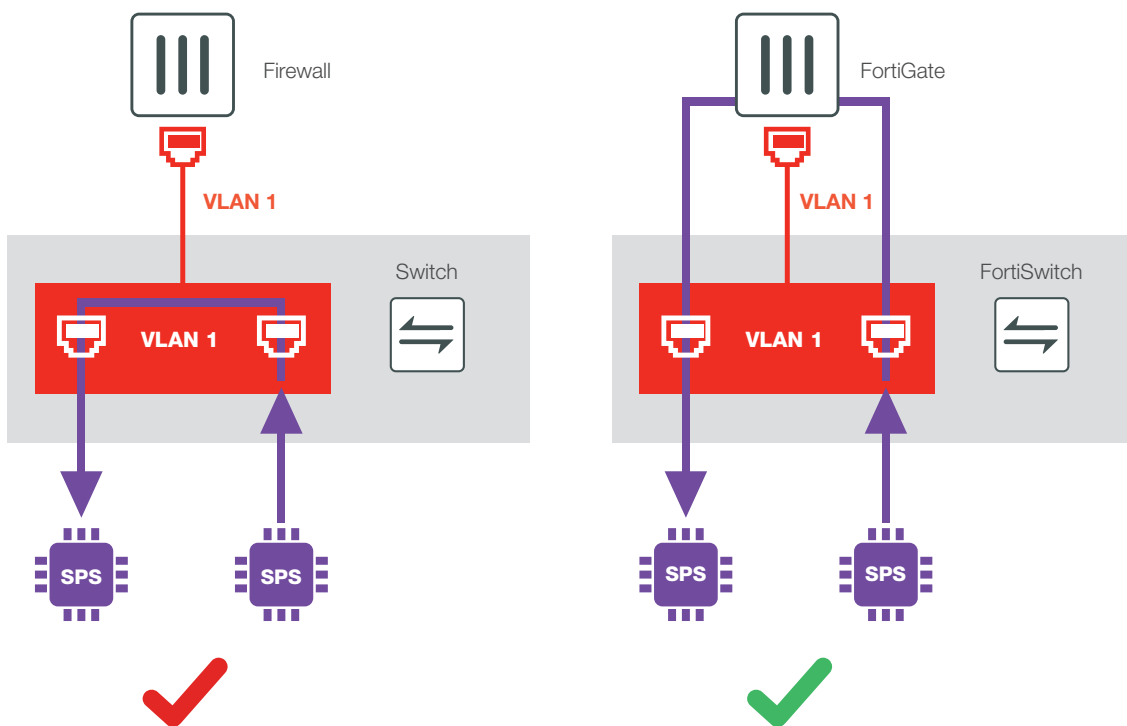 Firewall
VLAN 1
Switch
VLAN 1
SPS
SPS
FortiGate
VLAN 1
FortiSwitch
VLAN 1
SPS
SPS